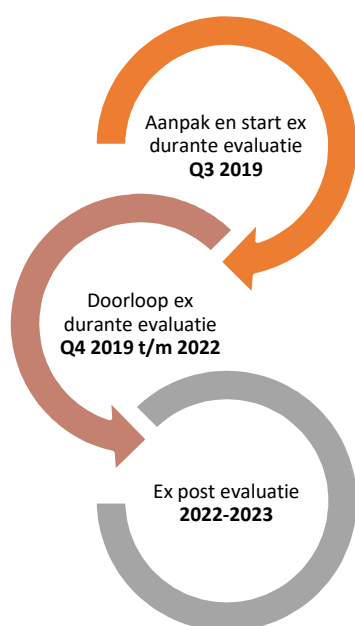 Aanpak en start ex
durante evaluatie
Q3 2019
Doorloop ex
durante evaluatie
Q4 2019 t/m 2022
Ex post evaluatie
2022-2023